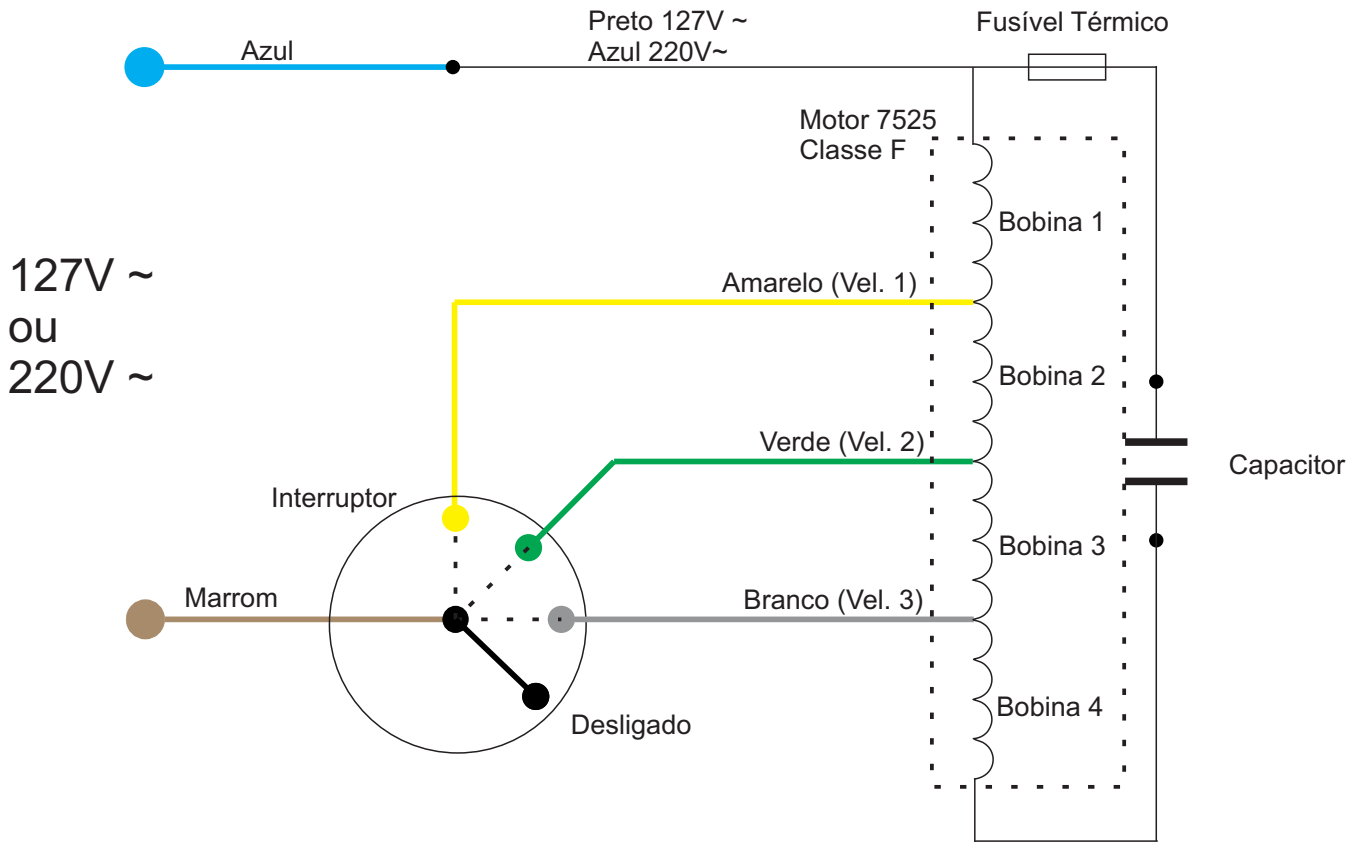 Preto 127V ~
Azul 220V~
Fusível Térmico
Azul
Motor 7525
Classe F
Bobina 1
127V ~
ou
220V ~
Amarelo (Vel. 1)
Bobina 2
Verde (Vel. 2)
Capacitor
Interruptor
Bobina 3
Marrom
Branco (Vel. 3)
Bobina 4
Desligado